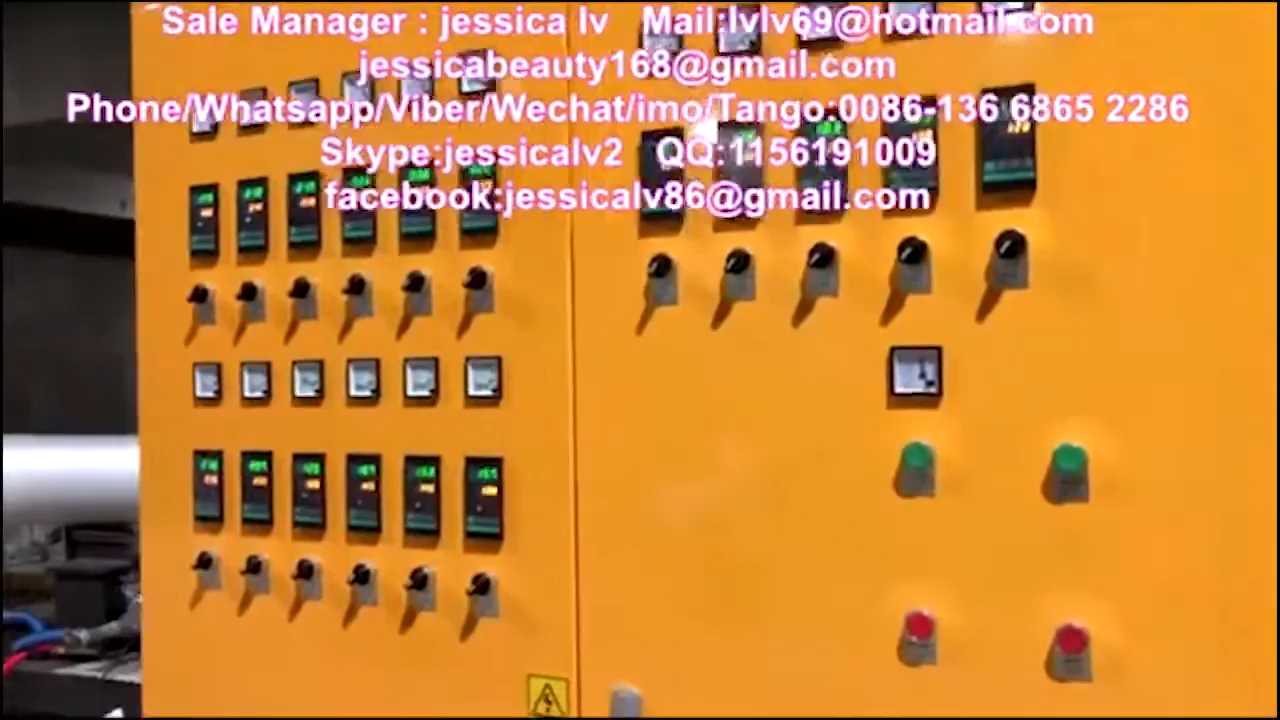 Sale Manager : jessica lv Mail:lvlv69@hotmail.com
jessicabeauty168@gmail.com
Phone/Whatsapp/Viber/Wechat/imo/Tango:0086-136 6865 2286
Skype:jessicalv2 QQ:1156191009
facebook:jessicalv86@gmail.com